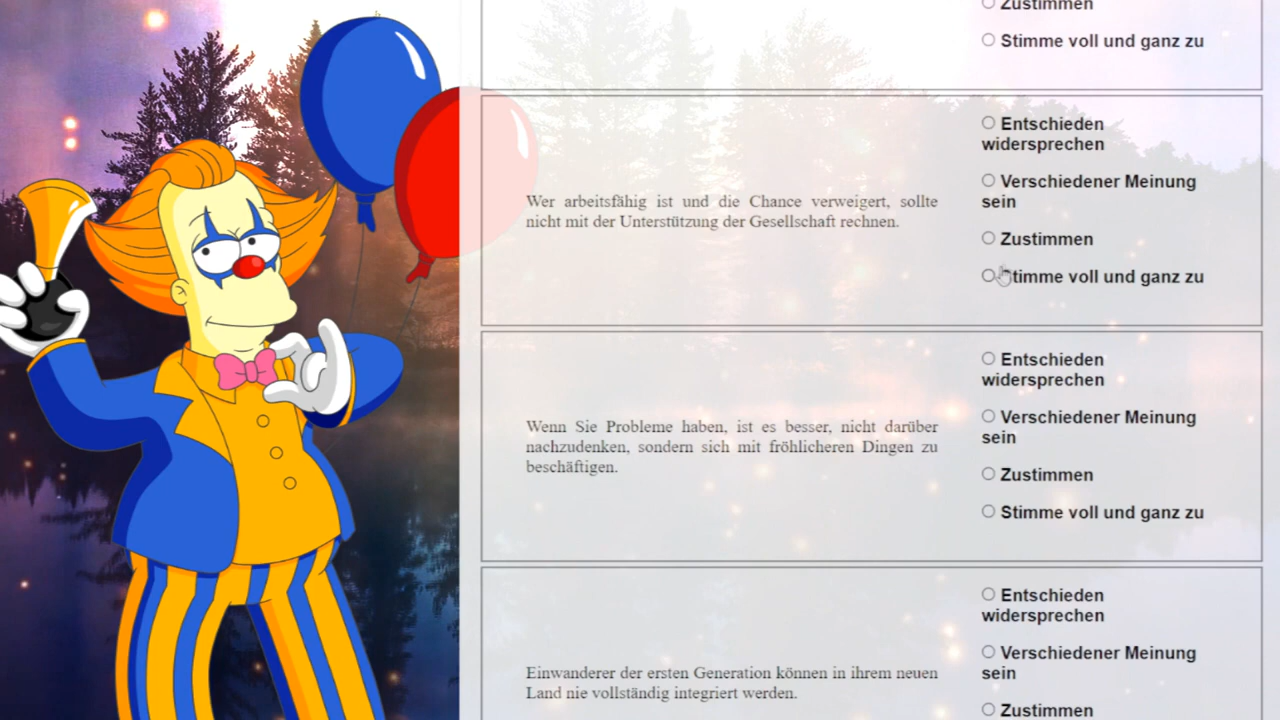 Zustimmen
Stimme voll und ganz zu
Wer arbeitsfähig ist und die Chance verweigert, sollte
nicht mit der Unterstützung der Gesellschaft rechnen.
Entschieden
widersprechen
Verschiedener Meinung
sein
Zustimmen
timme voll und ganz zu
Wenn Sie Probleme haben, ist es besser, nicht darüber
nachzudenken, sondern sich mit fröhlicheren Dingen zu
beschäftigen.
Entschieden
widersprechen
Verschiedener Meinung
sein
Zustimmen
Stimme voll und ganz zu
Einwanderer der ersten Generation können in ihrem neuen
Land nie vollständig integriert werden.
Entschieden
widersprechen
Verschiedener Meinung
sein
Zustimmen